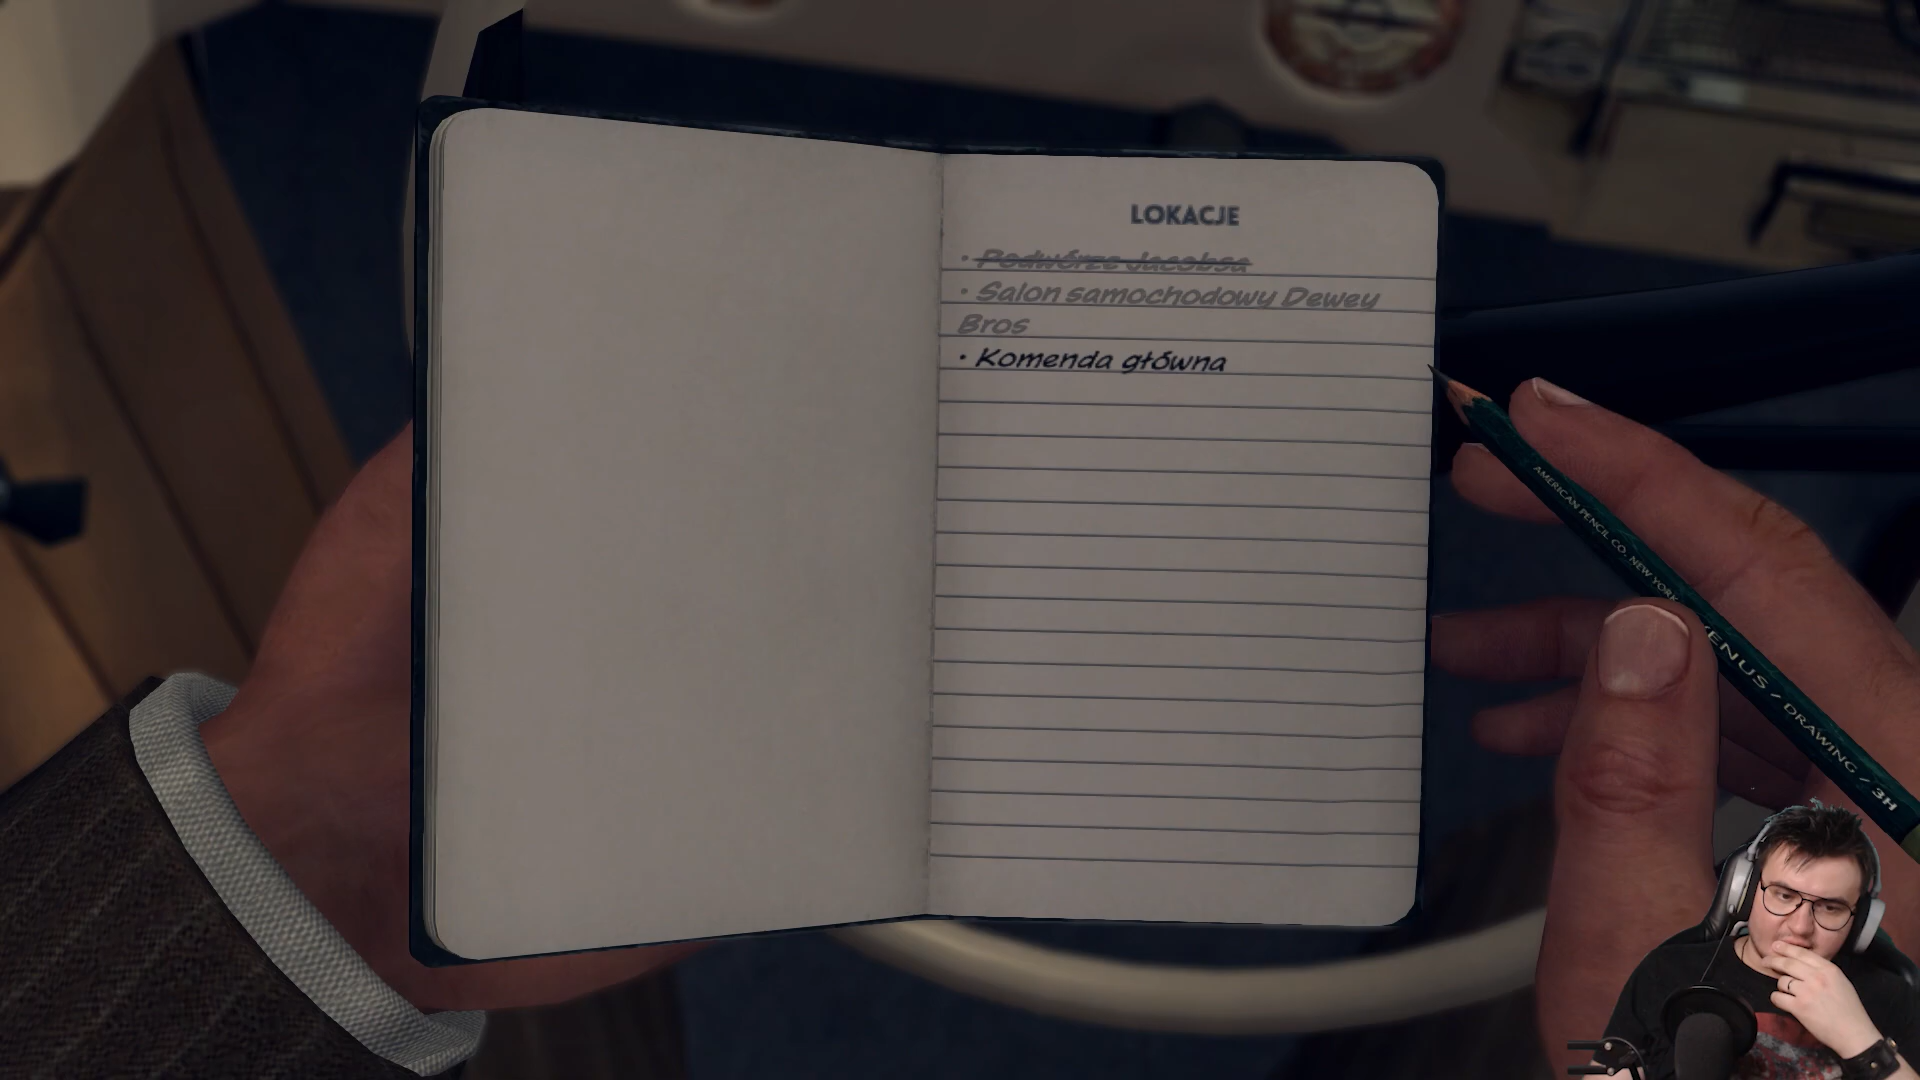 LOKACJE
• Podwórze Jacobsa
• Salon samochodowy Dewey
Bros
• Komenda główna
AMERICAN PENCIL CO. NEW YORK
VENUS / DRAWING / 3H